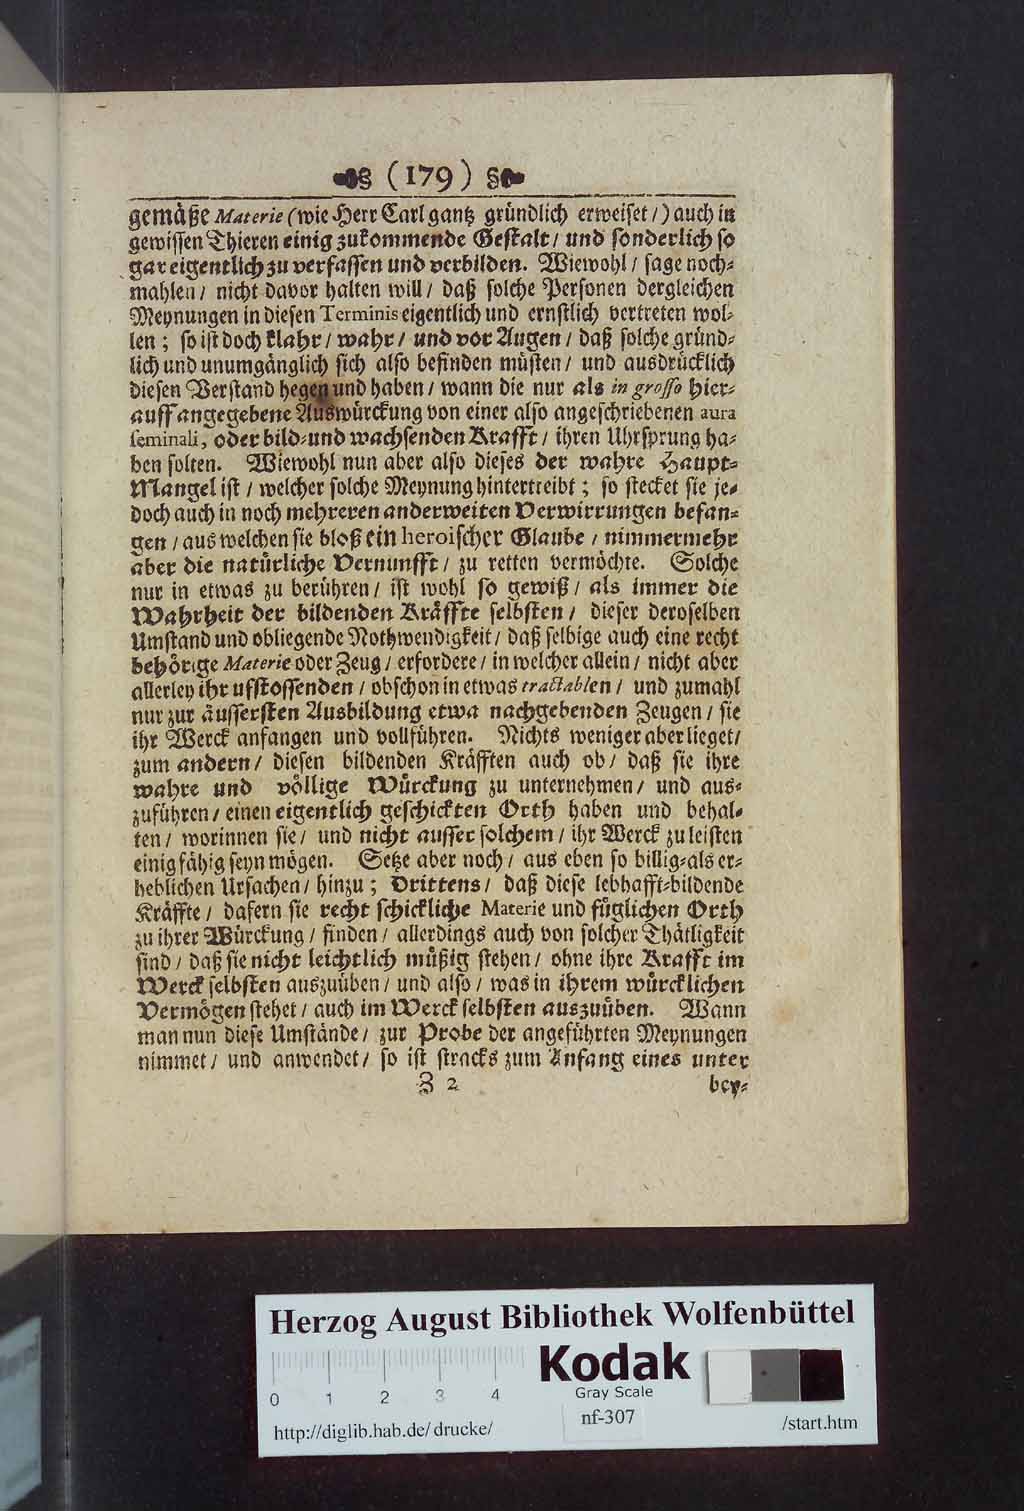 (179)
gemäße Materie (wie Herr Carl gantz gründlich erweiset/) auch in
gewissen Thieren einig zukommende Gestalt / und sonderlich so
gar eigentlich zu verfassen und verbilden. Wiewohl / sage noch-
mahlen / nicht davor halten will / daß solche Personen dergleichen
Meynungen in diesen Terminis eigentlich und ernstlich vertreten wol-
len ; so ist doch klahr / wahr / und vor Augen / daß solche gründ-
lich und unumgänglich sich also befinden müsten / und ausdrücklich
diesen Verstand hegen und haben / wann die nur als in grosso hier-
auff angegebene Auswürckung von einer also angeschriebenen aura
seminali, oder bild- und wachsenden Krafft / ihren Uhrsprung ha-
ben solten. Wiewohl nun aber also dieses der wahre Haupt-
Mangel ist / welcher solche Meynung hintertreibt ; so stecket sie je-
doch auch in noch mehreren anderweiten Verwirrungen befan-
gen / aus welchen sie bloß ein heroischer Glaube / nimmermehr
aber die natürliche Vernunfft / zu retten vermöchte. Solche
nur in etwas zu berühren / ist wohl so gewiß / als immer die
Wahrheit der bildenden Kräffte selbsten / dieser deroselben
Umstand und obliegende Nothwendigkeit / daß selbige auch eine recht
behörige Materie oder Zeug / erfordere / in welcher allein / nicht aber
allerley ihr ufstossenden / obschon in etwas tractablen / und zumahl
nur zur äussersten Ausbildung etwa nachgebenden Zeugen / sie
ihr Werck anfangen und vollführen. Nichts weniger aber lieget /
zum andern / diesen bildenden Kräfften auch ob / daß sie ihre
wahre und völlige Würckung zu unternehmen / und aus-
zuführen / einen eigentlich geschickten Orth haben und behal-
ten / worinnen sie / und nicht ausser solchem / ihr Werck zu leisten
einig fähig seyn mögen. Setze aber noch / aus eben so billig-als er-
heblichen Ursachen / hinzu ; Drittens / daß diese lebhafft-bildende
Kräffte / dafern sie recht schickliche Materie und füglichen Orth
zu ihrer Würckung / finden / allerdings auch von solcher Thätligkeit
sind / daß sie nicht leichtlich müßig stehen / ohne ihre Krafft im
Werck selbsten auszuüben / und also / was in ihrem würcklichen
Vermögen stehet / auch im Werck selbsten auszuüben. Wann
man nun diese Umstände / zur Probe der angeführten Meynungen
nimmet / und anwendet / so ist stracks zum Anfang eines unter
Z 2 bey-
Herzog August Bibliothek Wolfenbüttel
Kodak
Gray Scale
0 1 2 3 4
nf-307
http://diglib.hab.de/drucke/ /start.htm